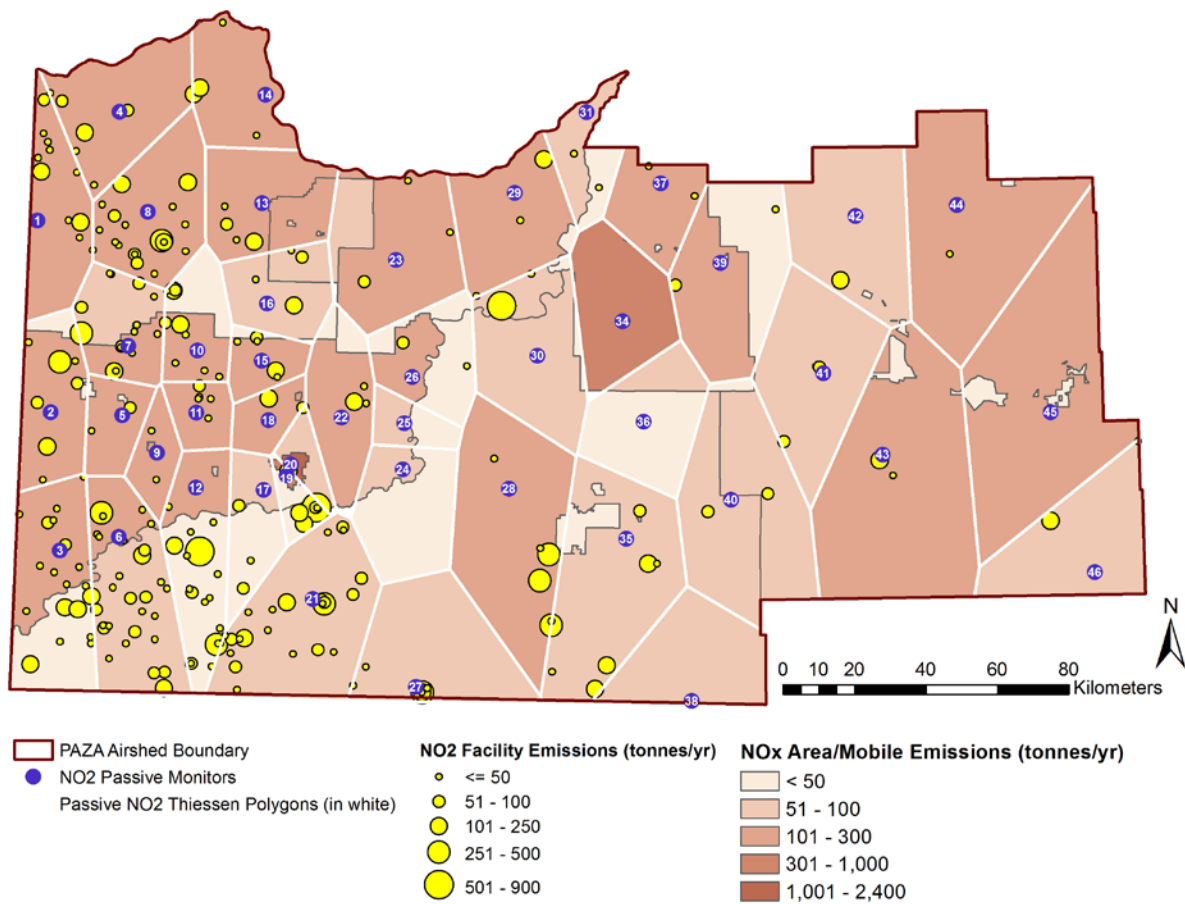 31
14
4
37
29
44
13
8
42
1
23
39
16
34
7
10
15
30
41
26
2
5
11
18
22
25
36
45
9
20
24
43
19
12
17
28
40
6
35
3
46
21
27
38
N
0 10 20 40 60 80
Kilometers
PAZA Airshed Boundary
NO2 Passive Monitors
Passive NO2 Thiessen Polygons (in white)
NO2 Facility Emissions (tonnes/yr)
<= 50
51 - 100
101 - 250
251 - 500
501 - 900
NOx Area/Mobile Emissions (tonnes/yr)
< 50
51 - 100
101 - 300
301 - 1,000
1,001 - 2,400